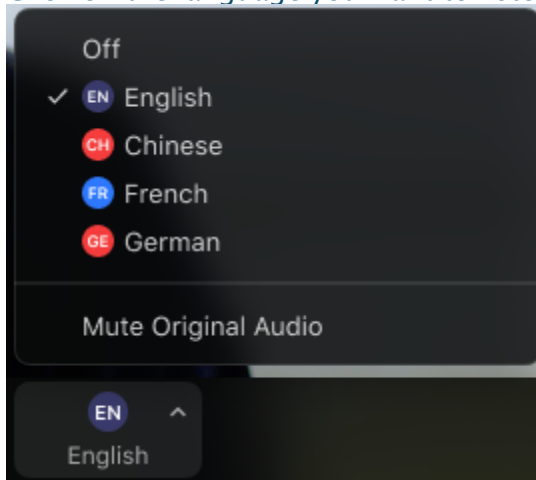 Off
EN English
CH Chinese
FR French
GE German
Mute Original Audio
EN
English